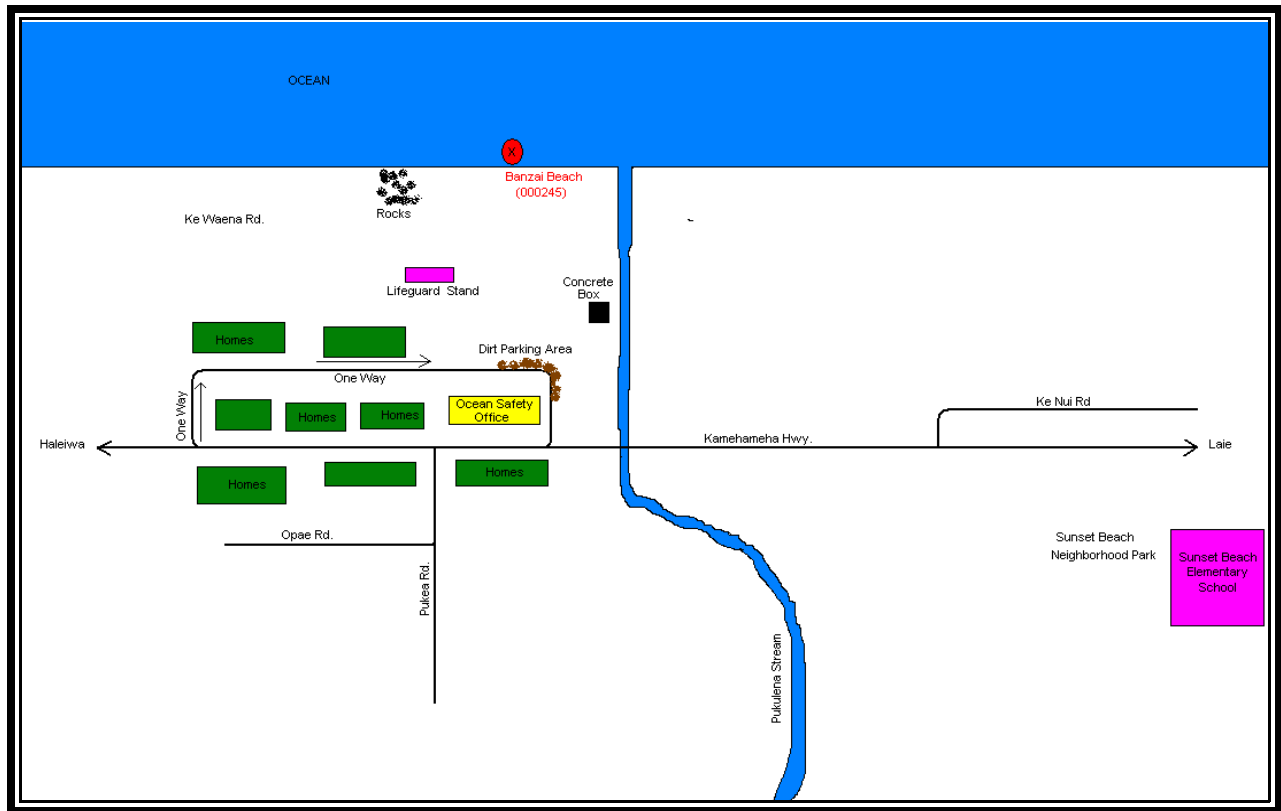 OCEAN
X
Banzai Beach
(000245)
Rocks
Ke Waena Rd.
Lifeguard Stand
Concrete
Box
Homes
Dirt Parking Area
One Way
One Way
Homes
Homes
Ocean Safety
Office
Ke Nui Rd
Haleiwa
Kamehameha Hwy.
Laie
Homes
Homes
Opae Rd.
Pukea Rd.
Sunset Beach
Neighborhood Park
Sunset Beach
Elementary
School
Pukulena Stream